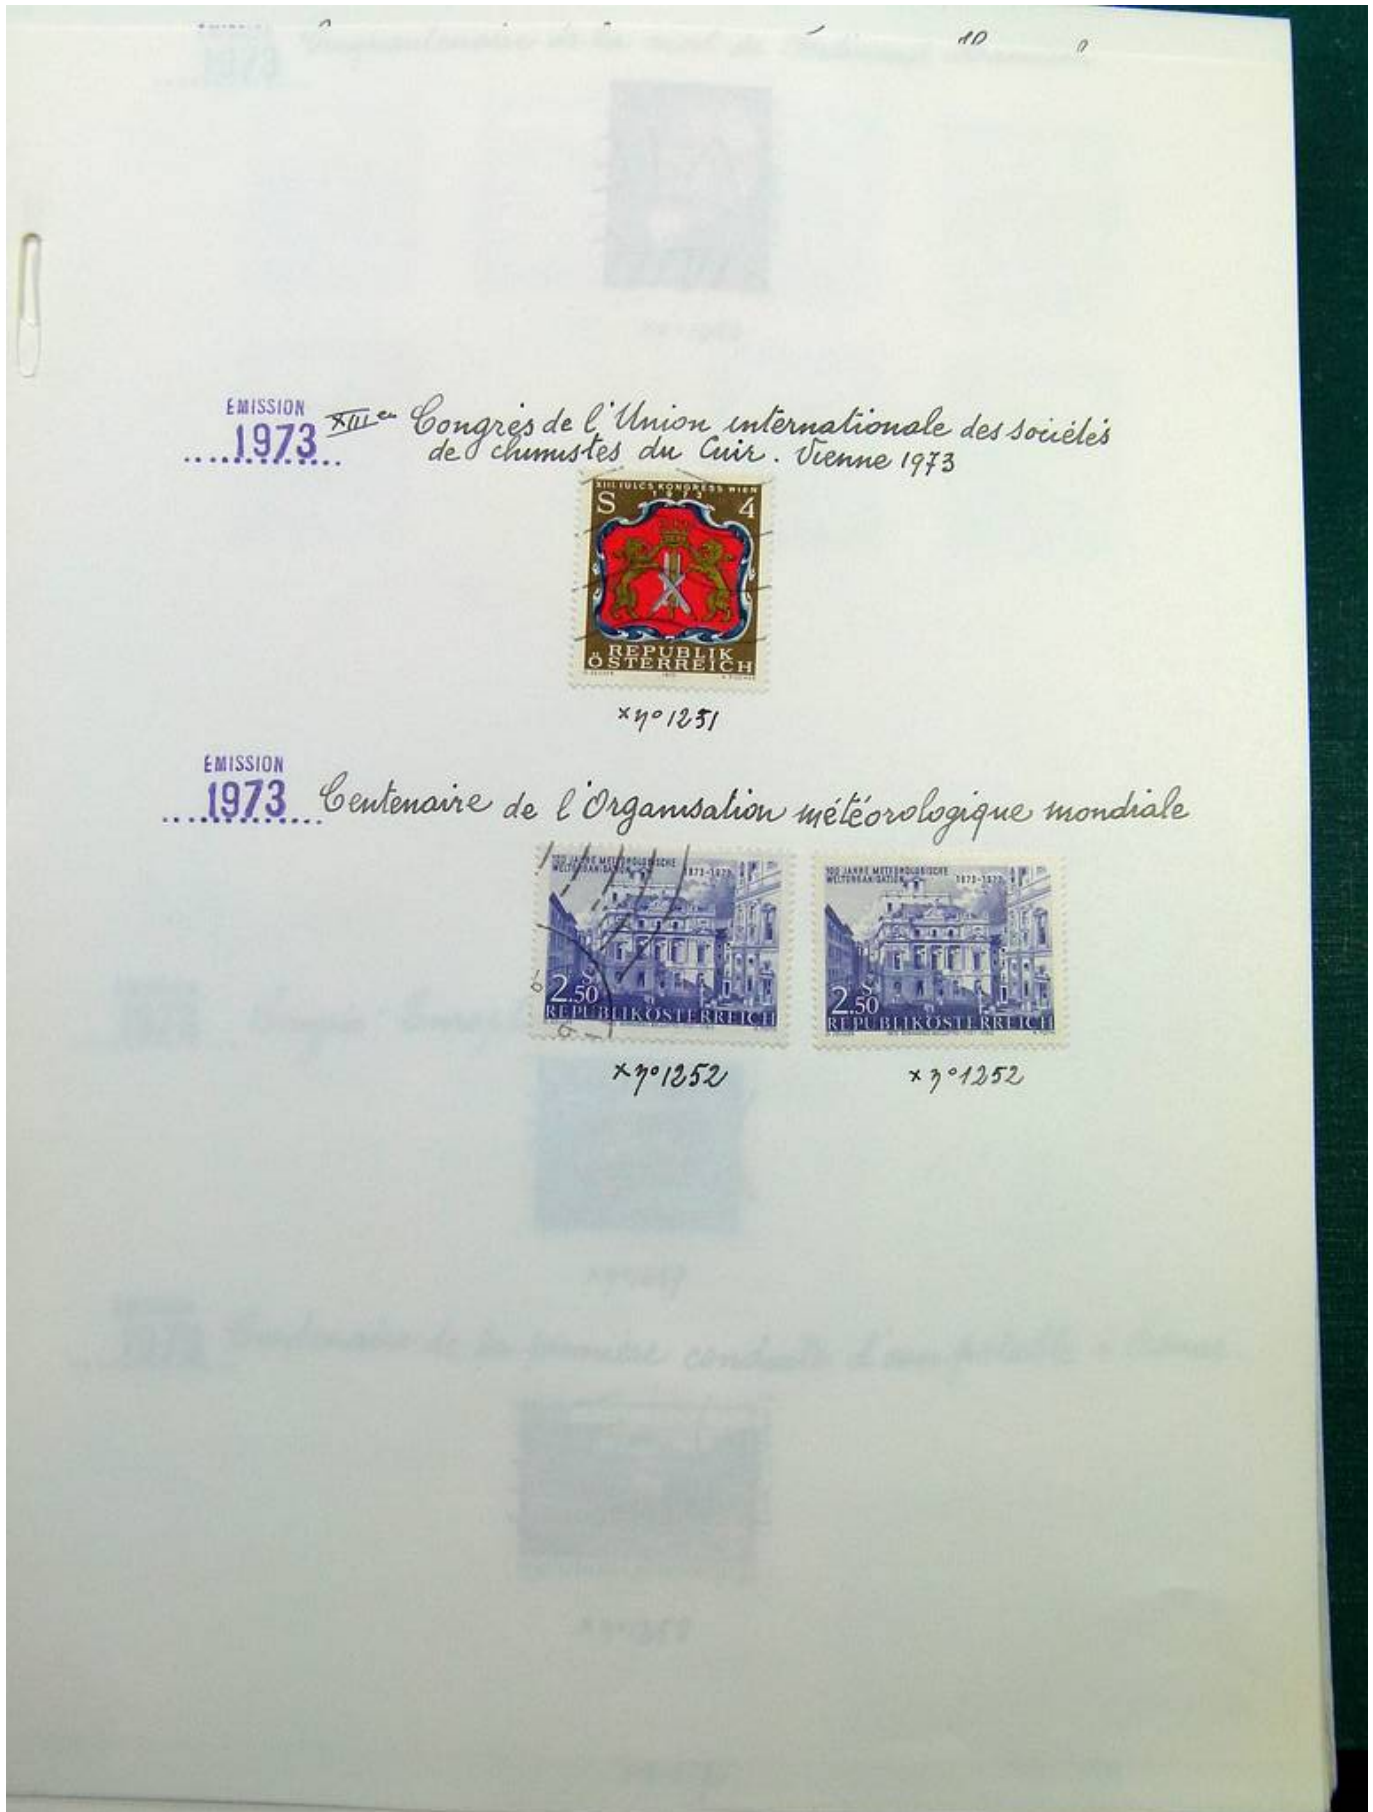 EMISSION
1973 XIIIe Congrès de l'Union internationale des sociétés
de chimistes du Cuir. Vienne 1973
XIII IULCS KONGRESS WIEN
1973
S 4
REPUBLIK
ÖSTERREICH
x n° 1251
EMISSION
1973 Centenaire de l'Organisation météorologique mondiale
100 JAHRE METEOROLOGISCHE
WELTORGANISATION 1873-1973
S
2.50
REPUBLIK ÖSTERREICH
100 JAHRE METEOROLOGISCHE
WELTORGANISATION 1873-1973
S
2.50
REPUBLIK ÖSTERREICH
x n° 1252
x n° 1252